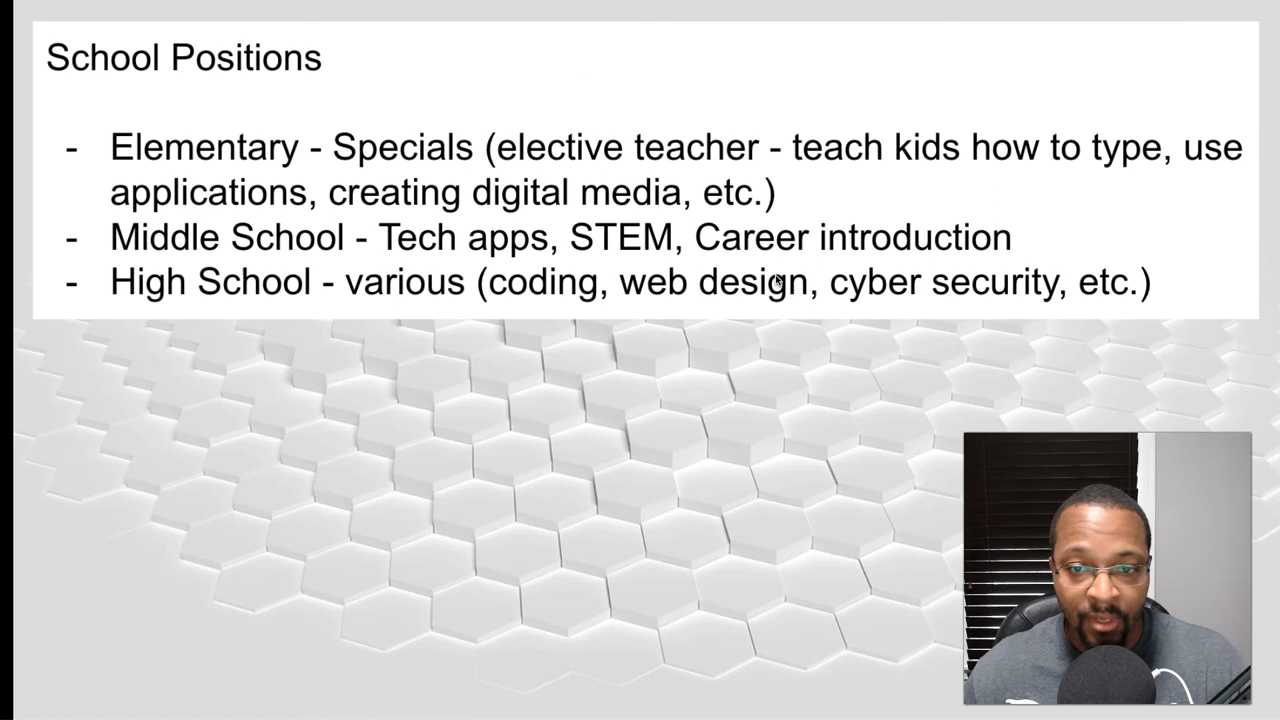 School Positions
- Elementary - Specials (elective teacher - teach kids how to type, use
applications, creating digital media, etc.)
- Middle School - Tech apps, STEM, Career introduction
- High School - various (coding, web design, cyber security, etc.)